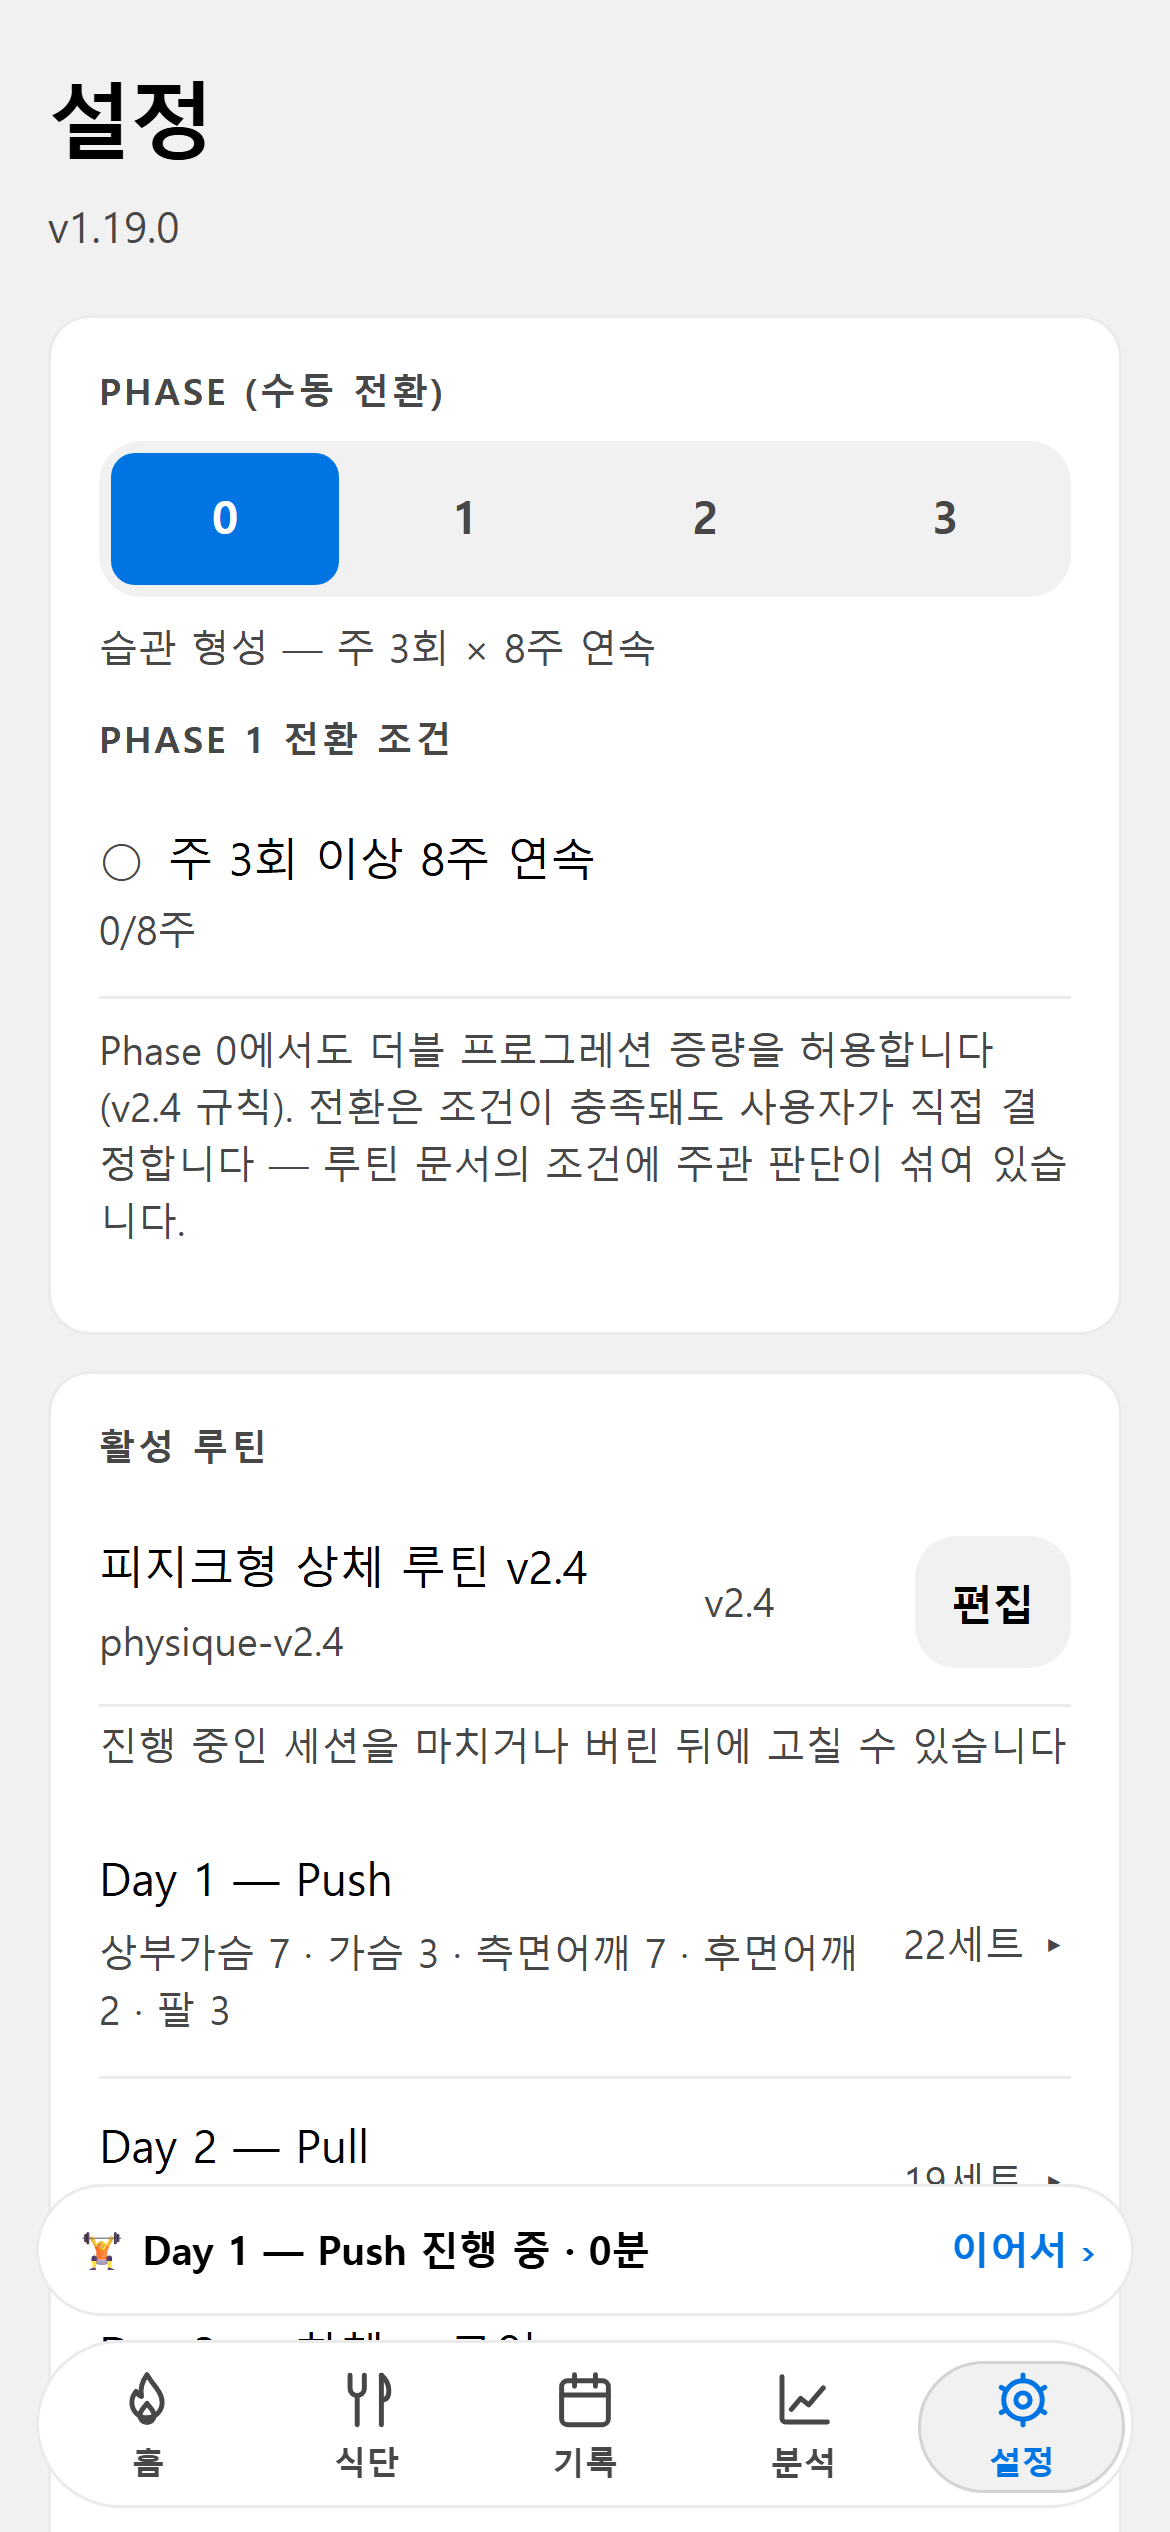 설정
v1.19.0
PHASE (수동 전환)
0 1 2 3
습관 형성 — 주 3회 × 8주 연속
PHASE 1 전환 조건
주 3회 이상 8주 연속
0/8주
Phase 0에서도 더블 프로그레션 증량을 허용합니다
(v2.4 규칙). 전환은 조건이 충족돼도 사용자가 직접 결
정합니다 — 루틴 문서의 조건에 주관 판단이 섞여 있습
니다.
활성 루틴
피지크형 상체 루틴 v2.4
physique-v2.4
v2.4
편집
진행 중인 세션을 마치거나 버린 뒤에 고칠 수 있습니다
Day 1 — Push
상부가슴 7 · 가슴 3 · 측면어깨 7 · 후면어깨
2 · 팔 3
22세트 ▸
Day 2 — Pull
19세트 ▸
Day 1 — Push 진행 중 · 0분
이어서 ›
홈 식단 기록 분석 설정